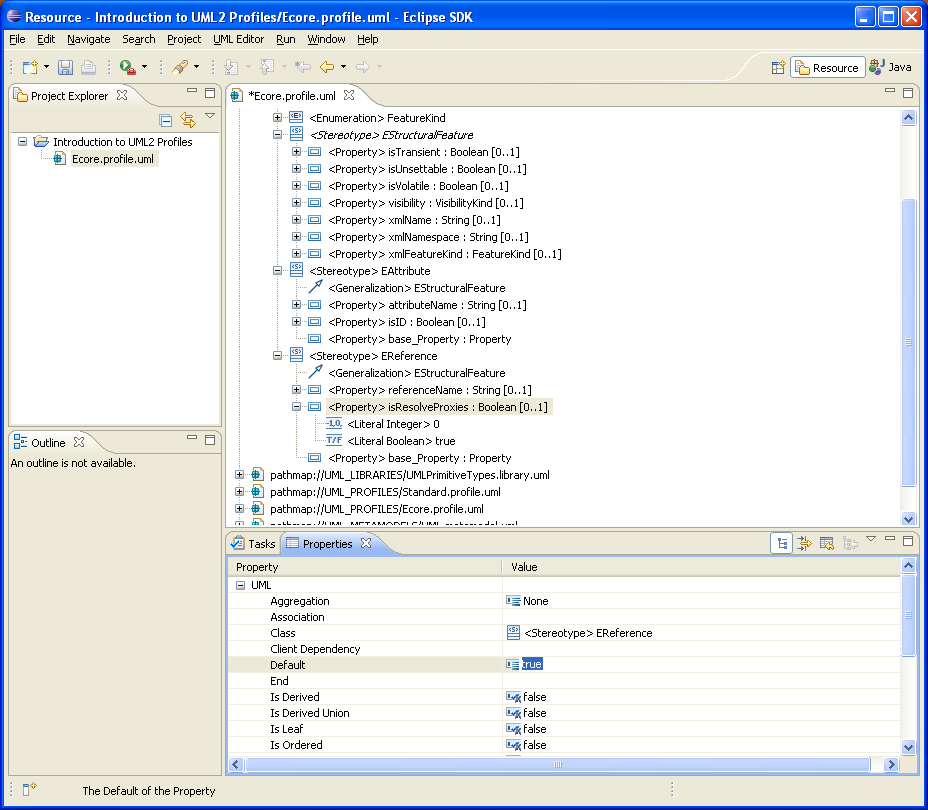 Resource - Introduction to UML2 Profiles/Ecore.profile.uml - Eclipse SDK
File Edit Navigate Search Project UML Editor Run Window Help
Resource Java
Project Explorer
Introduction to UML2 Profiles
Ecore.profile.uml
Outline
An outline is not available.
*Ecore.profile.uml
<Enumeration> FeatureKind
<Stereotype> EStructuralFeature
<Property> isTransient : Boolean [0..1]
<Property> isUnsettable : Boolean [0..1]
<Property> isVolatile : Boolean [0..1]
<Property> visibility : VisibilityKind [0..1]
<Property> xmlName : String [0..1]
<Property> xmlNamespace : String [0..1]
<Property> xmlFeatureKind : FeatureKind [0..1]
<Stereotype> EAttribute
<Generalization> EStructuralFeature
<Property> attributeName : String [0..1]
<Property> isID : Boolean [0..1]
<Property> base_Property : Property
<Stereotype> EReference
<Generalization> EStructuralFeature
<Property> referenceName : String [0..1]
<Property> isResolveProxies : Boolean [0..1]
<Literal Integer> 0
<Literal Boolean> true
<Property> base_Property : Property
pathmap://UML_LIBRARIES/UMLPrimitiveTypes.library.uml
pathmap://UML_PROFILES/Standard.profile.uml
pathmap://UML_PROFILES/Ecore.profile.uml
pathmap://UML_METAMODELS/UML.metamodel.uml
Tasks Properties
Property Value
UML
Aggregation None
Association
Class <Stereotype> EReference
Client Dependency
Default true
End
Is Derived false
Is Derived Union false
Is Leaf false
Is Ordered false
The Default of the Property